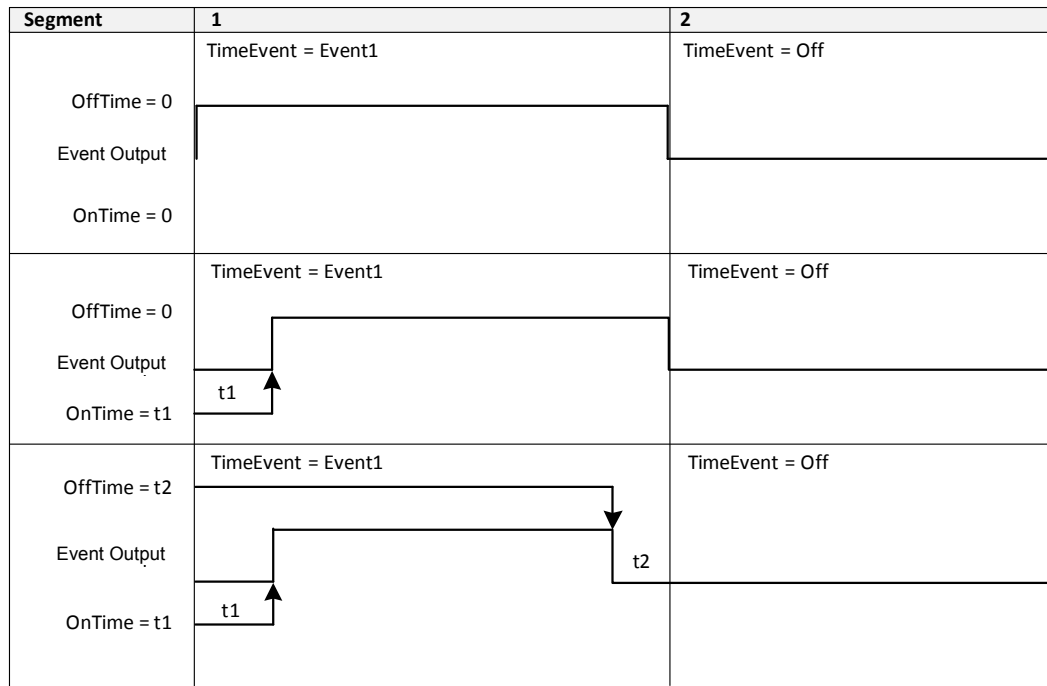 Segment 1 2
TimeEvent = Event1 TimeEvent = Off
OffTime = 0
Event Output
OnTime = 0
TimeEvent = Event1 TimeEvent = Off
OffTime = 0
Event Output
t1
OnTime = t1
TimeEvent = Event1 TimeEvent = Off
OffTime = t2
Event Output
t2
t1
OnTime = t1